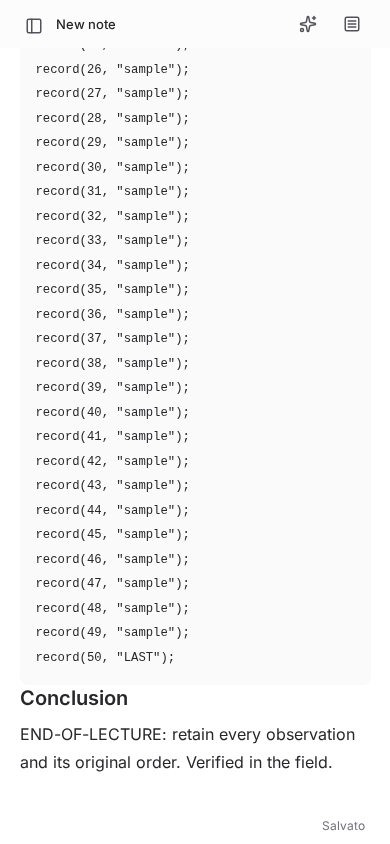 New note
record(26, "sample");
record(27, "sample");
record(28, "sample");
record(29, "sample");
record(30, "sample");
record(31, "sample");
record(32, "sample");
record(33, "sample");
record(34, "sample");
record(35, "sample");
record(36, "sample");
record(37, "sample");
record(38, "sample");
record(39, "sample");
record(40, "sample");
record(41, "sample");
record(42, "sample");
record(43, "sample");
record(44, "sample");
record(45, "sample");
record(46, "sample");
record(47, "sample");
record(48, "sample");
record(49, "sample");
record(50, "LAST");
Conclusion
END-OF-LECTURE: retain every observation
and its original order. Verified in the field.
Salvato